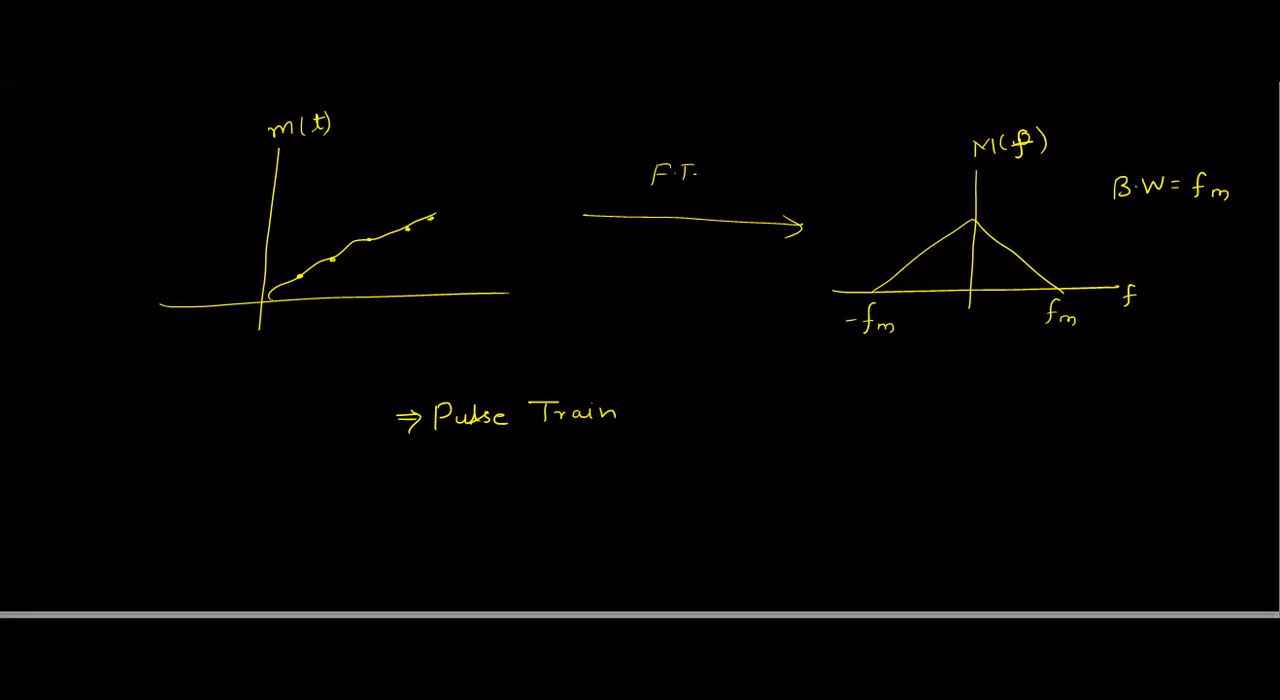 m(t)
F.T.
M(f)
B.W = fm
-fm
fm
f
⇒ Pulse Train